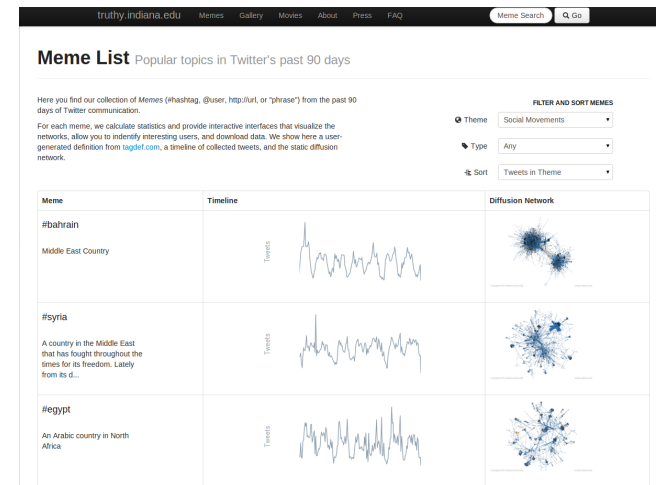 truthy.indiana.edu Memes Gallery Movies About Press FAQ Meme Search Go
Meme List Popular topics in Twitter's past 90 days
Here you find our collection of Memes (#hashtag, @user, http://url, or "phrase") from the past 90
days of Twitter communication.
For each meme, we calculate statistics and provide interactive interfaces that visualize the
networks, allow you to indentify interesting users, and download data. We show here a user-
generated definition from tagdef.com, a timeline of collected tweets, and the static diffusion
network.
FILTER AND SORT MEMES
Theme Social Movements
Type Any
Sort Tweets in Theme
Meme Timeline Diffusion Network
#bahrain
Middle East Country
Tweets
#syria
A country in the Middle East
that has fought throughout the
times for its freedom. Lately
from its d...
Tweets
#egypt
An Arabic country in North
Africa
Tweets